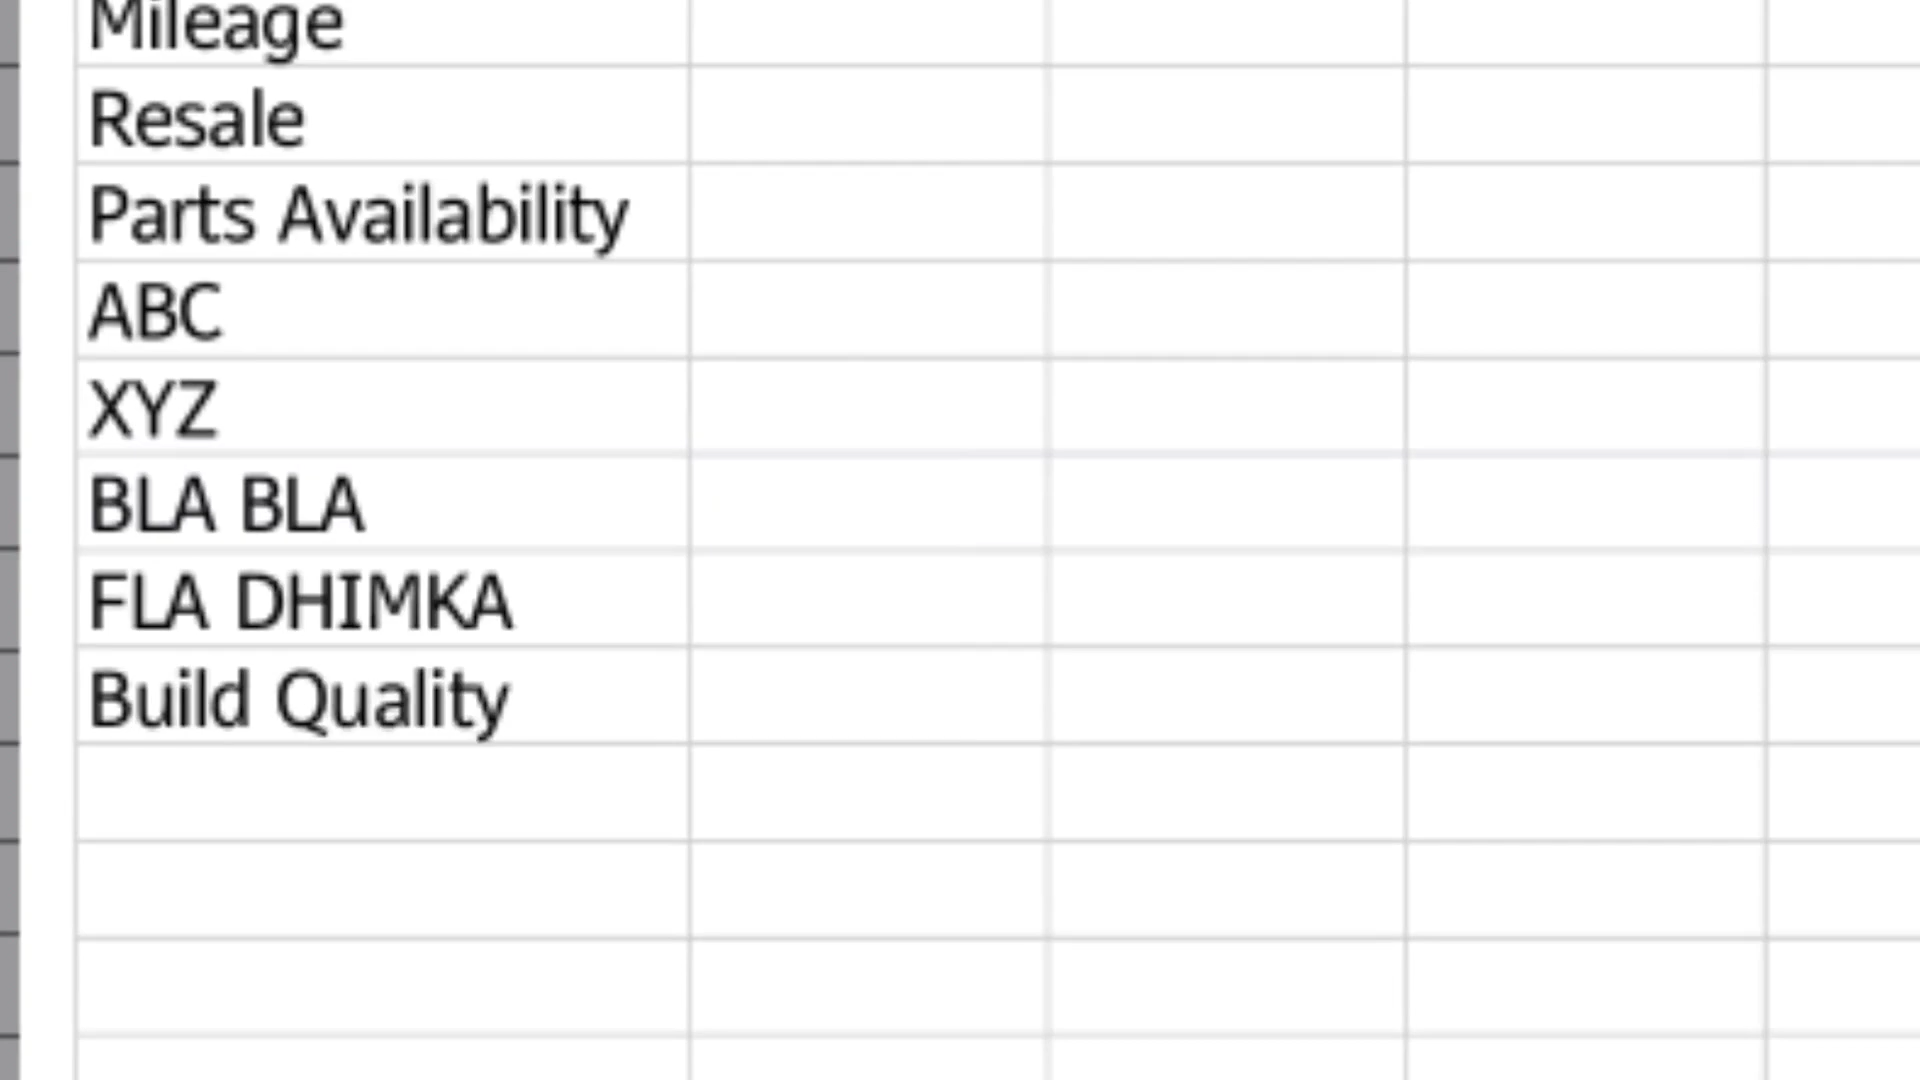 Mileage
Resale
Parts Availability
ABC
XYZ
BLA BLA
FLA DHIMKA
Build Quality